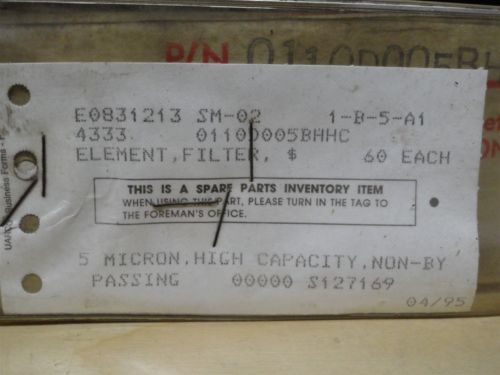 P/N 0110D005BH
E0831213 SM-02 1-B-5-A1
4333. 0110D005BHHC
ELEMENT, FILTER, $ 60 EACH
THIS IS A SPARE PARTS INVENTORY ITEM
WHEN USING THIS PART, PLEASE TURN IN THE TAG TO
THE FOREMAN'S OFFICE.
5 MICRON, HIGH CAPACITY, NON-BY
PASSING 00000 S127169
04/95
Business Forms